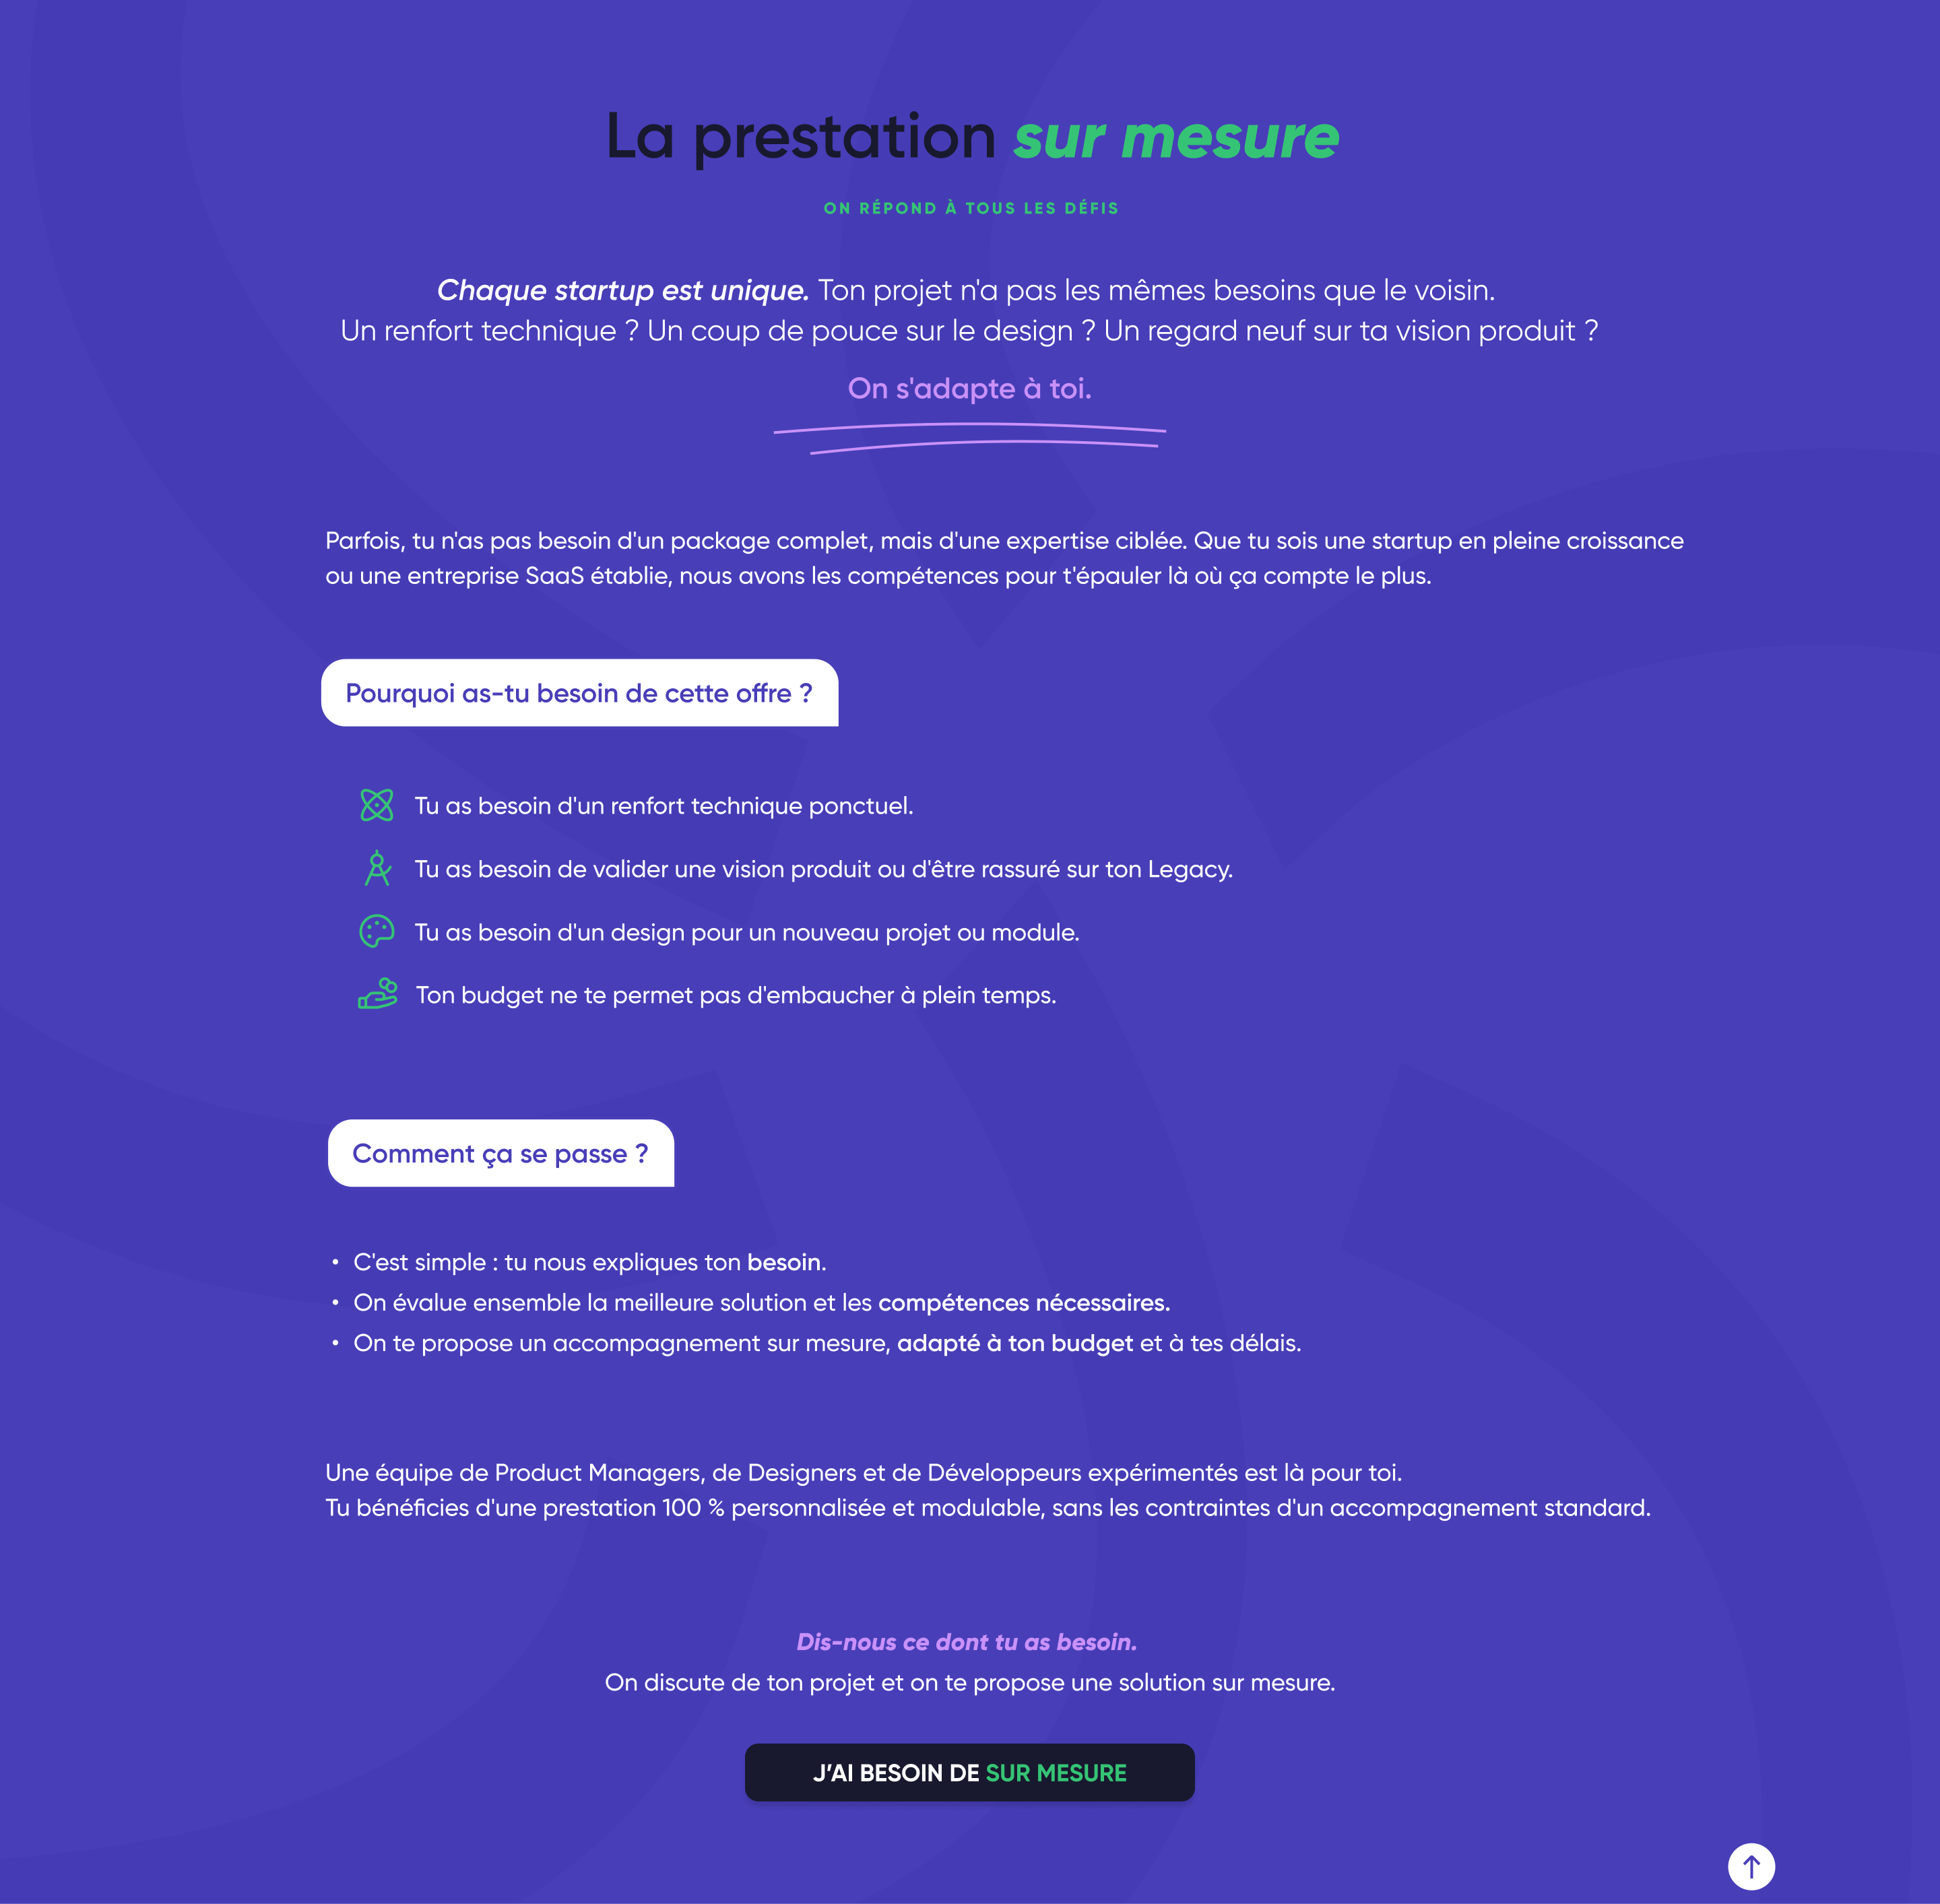 La prestation sur mesure
ON RÉPOND À TOUS LES DÉFIS
Chaque startup est unique. Ton projet n'a pas les mêmes besoins que le voisin.
Un renfort technique ? Un coup de pouce sur le design ? Un regard neuf sur ta vision produit ?
On s'adapte à toi.
Parfois, tu n'as pas besoin d'un package complet, mais d'une expertise ciblée. Que tu sois une startup en pleine croissance
ou une entreprise SaaS établie, nous avons les compétences pour t'épauler là où ça compte le plus.
Pourquoi as-tu besoin de cette offre ?
Tu as besoin d'un renfort technique ponctuel.
Tu as besoin de valider une vision produit ou d'être rassuré sur ton Legacy.
Tu as besoin d'un design pour un nouveau projet ou module.
Ton budget ne te permet pas d'embaucher à plein temps.
Comment ça se passe ?
• C'est simple : tu nous expliques ton besoin.
• On évalue ensemble la meilleure solution et les compétences nécessaires.
• On te propose un accompagnement sur mesure, adapté à ton budget et à tes délais.
Une équipe de Product Managers, de Designers et de Développeurs expérimentés est là pour toi.
Tu bénéficies d'une prestation 100 % personnalisée et modulable, sans les contraintes d'un accompagnement standard.
Dis-nous ce dont tu as besoin.
On discute de ton projet et on te propose une solution sur mesure.
J’AI BESOIN DE SUR MESURE